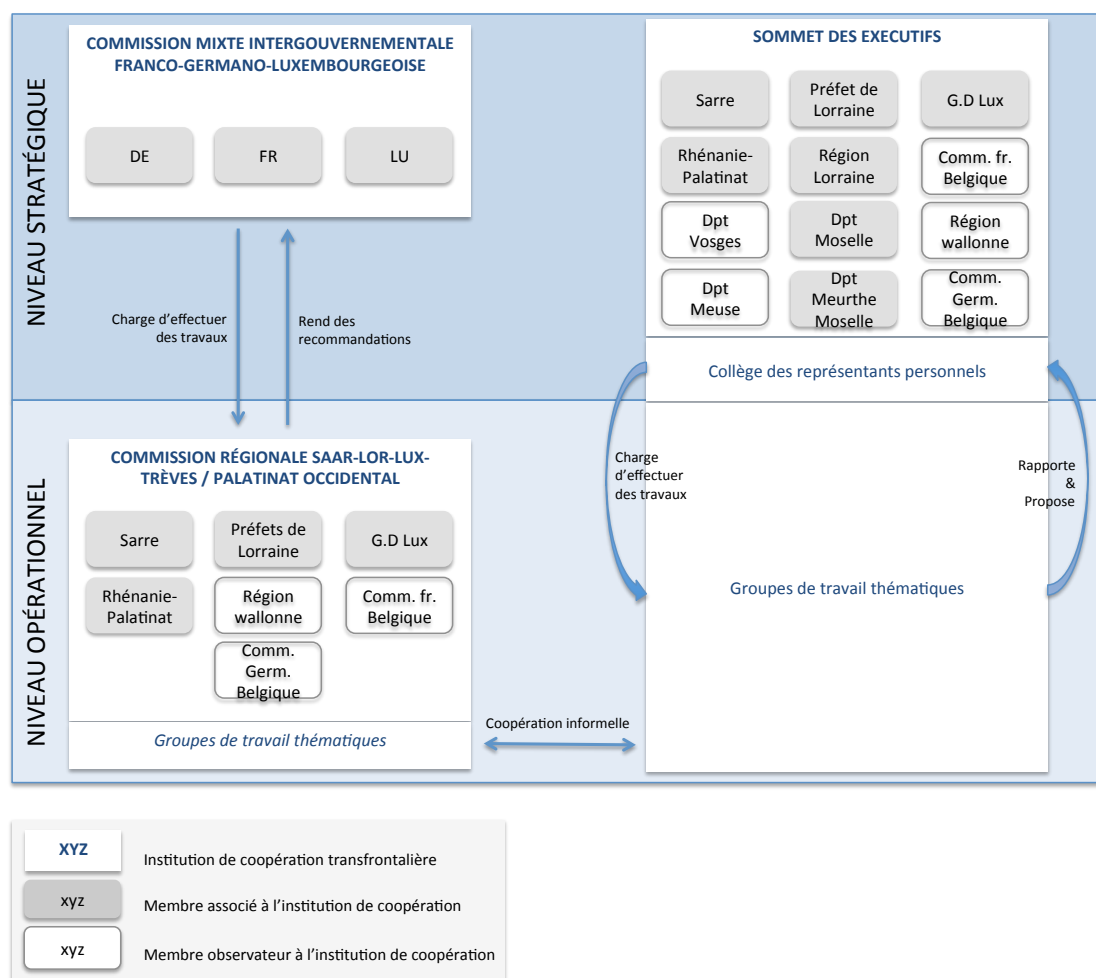 NIVEAU STRATÉGIQUE
COMMISSION MIXTE INTERGOUVERNEMENTALE
FRANCO-GERMANO-LUXEMBOURGEOISE
DE
FR
LU
SOMMET DES EXECUTIFS
Sarre
Préfet de
Lorraine
G.D Lux
Rhénanie-
Palatinat
Région
Lorraine
Comm. fr.
Belgique
Dpt
Vosges
Dpt
Moselle
Région
wallonne
Dpt
Meuse
Dpt
Meurthe
Moselle
Comm.
Germ.
Belgique
Collège des représentants personnels
Charge d’effectuer
des travaux
Rend des
recommandations
NIVEAU OPÉRATIONNEL
COMMISSION RÉGIONALE SAAR-LOR-LUX-
TRÈVES / PALATINAT OCCIDENTAL
Sarre
Préfets de
Lorraine
G.D Lux
Rhénanie-
Palatinat
Région
wallonne
Comm. fr.
Belgique
Comm.
Germ.
Belgique
Groupes de travail thématiques
Coopération informelle
Charge
d’effectuer
des travaux
Rapporte
&
Propose
Groupes de travail thématiques
XYZ
Institution de coopération transfrontalière
xyz
Membre associé à l’institution de coopération
xyz
Membre observateur à l’institution de coopération